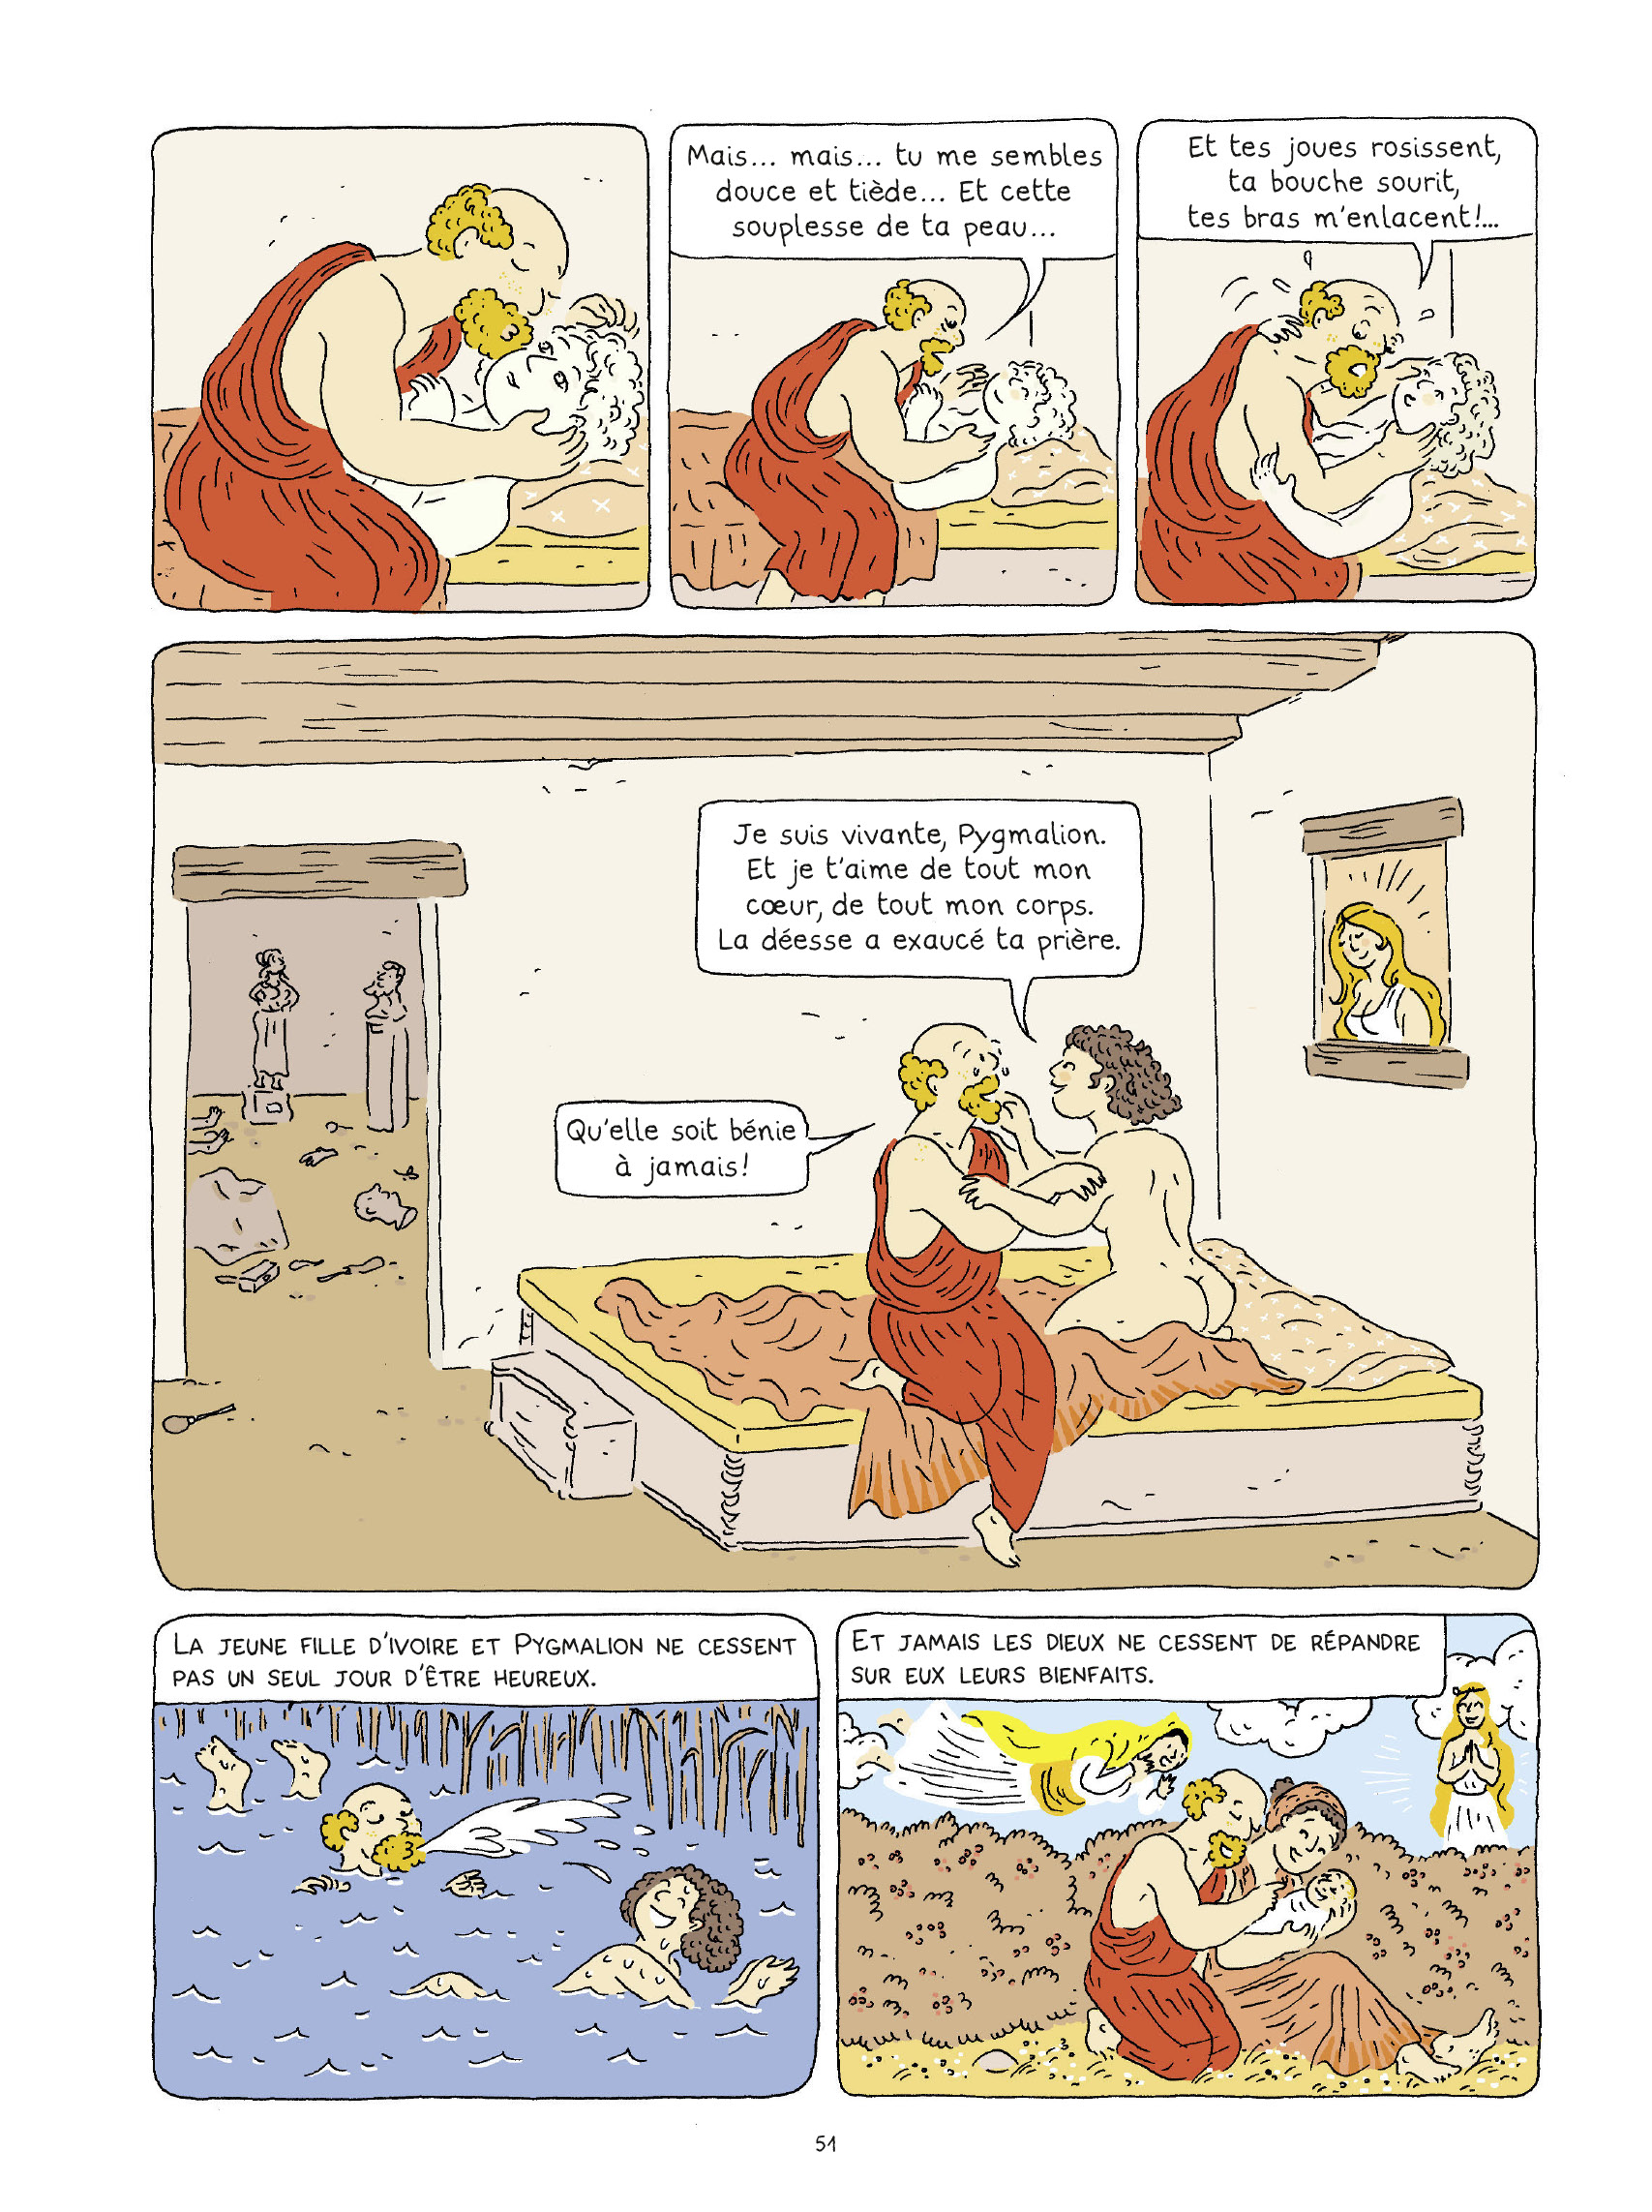 Mais... mais... tu me sembles
douce et tiède... Et cette
souplesse de ta peau...
Et tes joues rosissent,
ta bouche sourit,
tes bras m'enlacent!...
Je suis vivante, Pygmalion.
Et je t'aime de tout mon
cœur, de tout mon corps.
La déesse a exaucé ta prière.
Qu'elle soit bénie
à jamais!
LA JEUNE FILLE D'IVOIRE ET PYGMALION NE CESSENT
PAS UN SEUL JOUR D'ÊTRE HEUREUX.
ET JAMAIS LES DIEUX NE CESSENT DE RÉPANDRE
SUR EUX LEURS BIENFAITS.
51